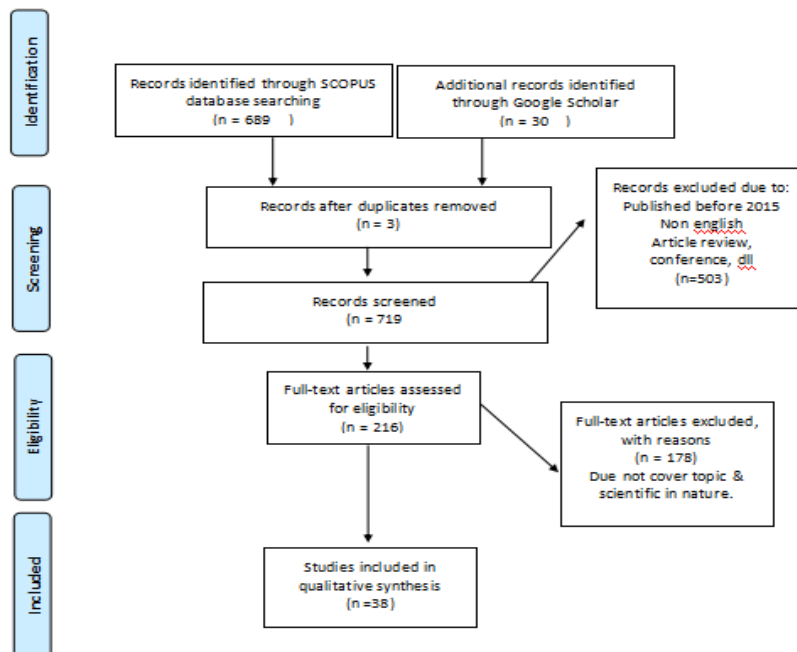 Identification
Records identified through SCOPUS
database searching
(n = 689 )
Additional records identified
through Google Scholar
(n = 30 )
Screening
Records after duplicates removed
(n = 3)
Records excluded due to:
Published before 2015
Non english
Article review,
conference, dll
(n=503)
Records screened
(n = 719
Eligibility
Full-text articles assessed
for eligibility
(n = 216)
Full-text articles excluded,
with reasons
(n = 178)
Due not cover topic &
scientific in nature.
Included
Studies included in
qualitative synthesis
(n =38)